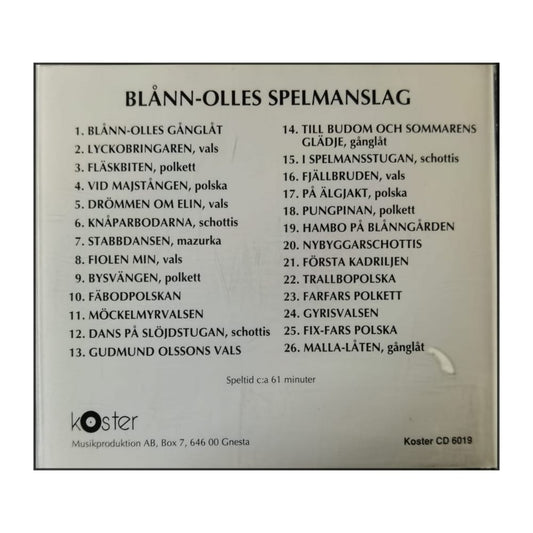 BLÅNN-OLLES SPELMANSLAG
1. BLÅNN-OLLES GÅNGLÅT
2. LYCKOBRINGAREN, vals
3. FLÄSKBITEN, polkett
4. VID MAJSTÅNGEN, polska
5. DRÖMMEN OM ELIN, vals
6. KNÅPARBODARNA, schottis
7. STABBDANSEN, mazurka
8. FIOLEN MIN, vals
9. BYSVÄNGEN, polkett
10. FÄBODPOLSKAN
11. MÖCKELMYRVALSEN
12. DANS PÅ SLÖJDSTUGAN, schottis
13. GUDMUND OLSSONS VALS
14. TILL BUDOM OCH SOMMARENS
GLÄDJE, gånglåt
15. I SPELMANSSTUGAN, schottis
16. FJÄLLBRUDEN, vals
17. PÅ ÄLGJAKT, polska
18. PUNGPINAN, polkett
19. HAMBO PÅ BLÅNNGÅRDEN
20. NYBYGGARSCHOTTIS
21. FÖRSTA KADRILJEN
22. TRALLBOPOLSKA
23. FARFARS POLKETT
24. GYRISVALSEN
25. FIX-FARS POLSKA
26. MALLA-LÅTEN, gånglåt
Speltid c:a 61 minuter
koster
Musikproduktion AB, Box 7, 646 00 Gnesta
Koster CD 6019